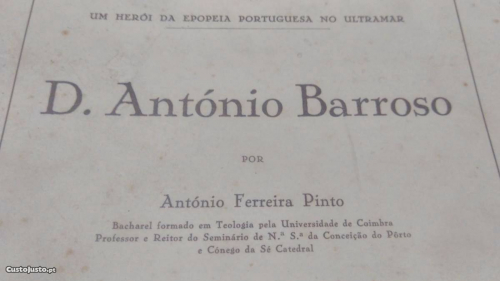 UM HERÓI DA EPOPEIA PORTUGUESA NO ULTRAMAR
D. António Barroso
POR
António Ferreira Pinto
Bacharel formado em Teologia pela Universidade de Coimbra
Professor e Reitor do Seminário de N.ª S.ª da Conceição do Pôrto
e Cónego da Sé Catedral
CustoJusto.pt